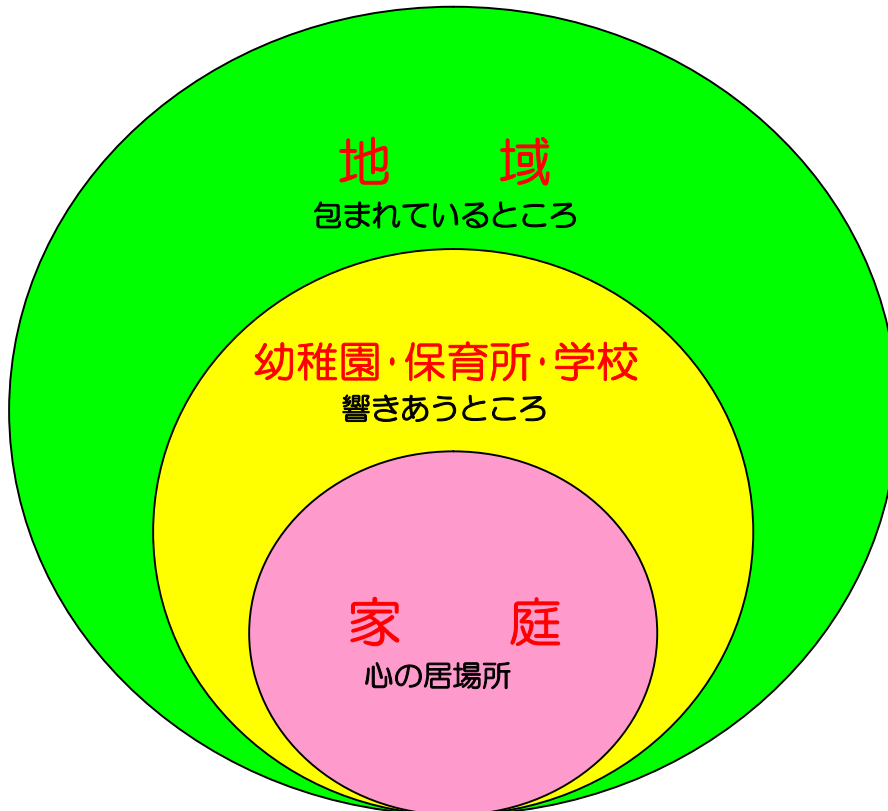 地　域
包まれているところ
幼稚園・保育所・学校
響きあうところ
家　庭
心の居場所